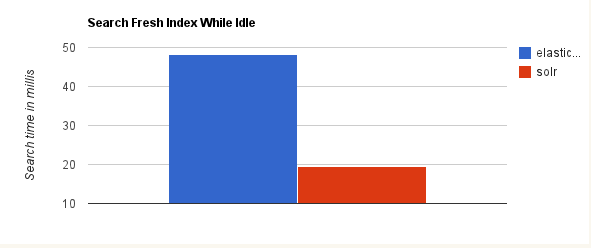 Search Fresh Index While Idle
Search time in millis
50
40
30
20
10
elastic...
solr